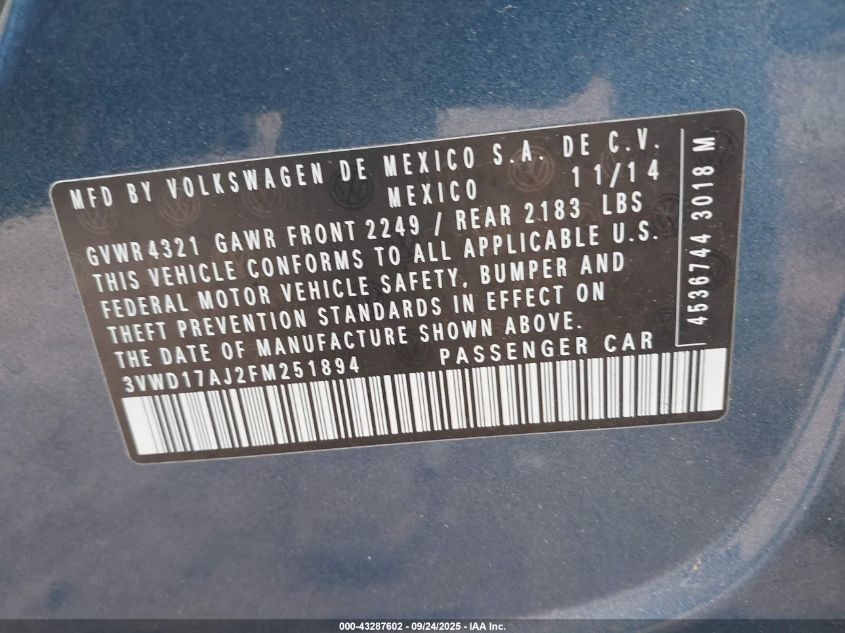 MFD BY VOLKSWAGEN DE MEXICO S.A. DE C.V.
MEXICO 11/14
GVWR 4321 GAWR FRONT 2249 / REAR 2183 LBS
THIS VEHICLE CONFORMS TO ALL APPLICABLE U.S.
FEDERAL MOTOR VEHICLE SAFETY, BUMPER AND
THEFT PREVENTION STANDARDS IN EFFECT ON
THE DATE OF MANUFACTURE SHOWN ABOVE.
3VWD17AJ2FM251894 PASSENGER CAR
4536744 3018 M
000-43287602 - 09/24/2025 - IAA Inc.